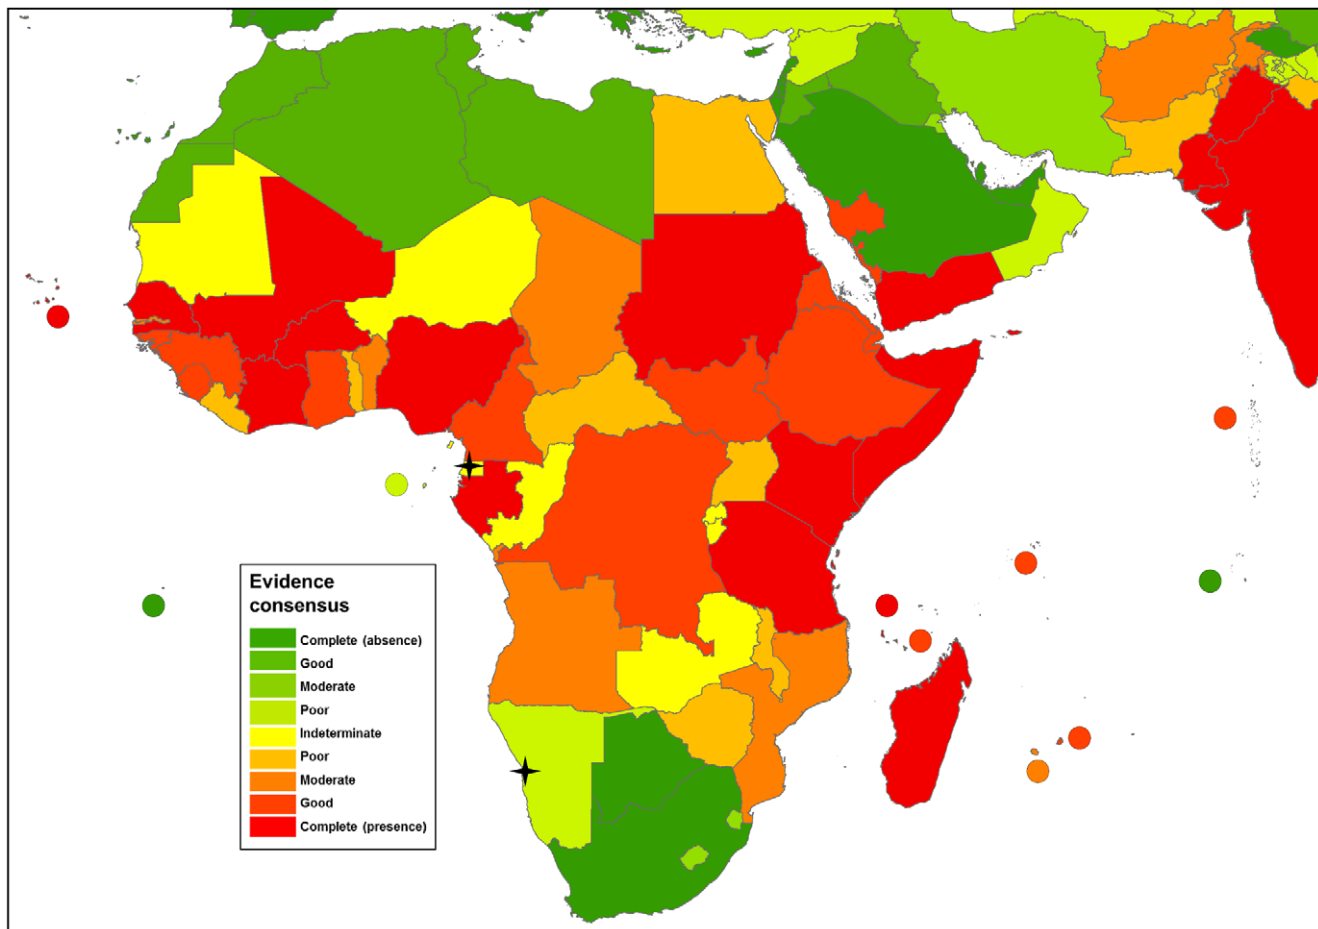 Evidence
consensus
Complete (absence)
Good
Moderate
Poor
Indeterminate
Poor
Moderate
Good
Complete (presence)